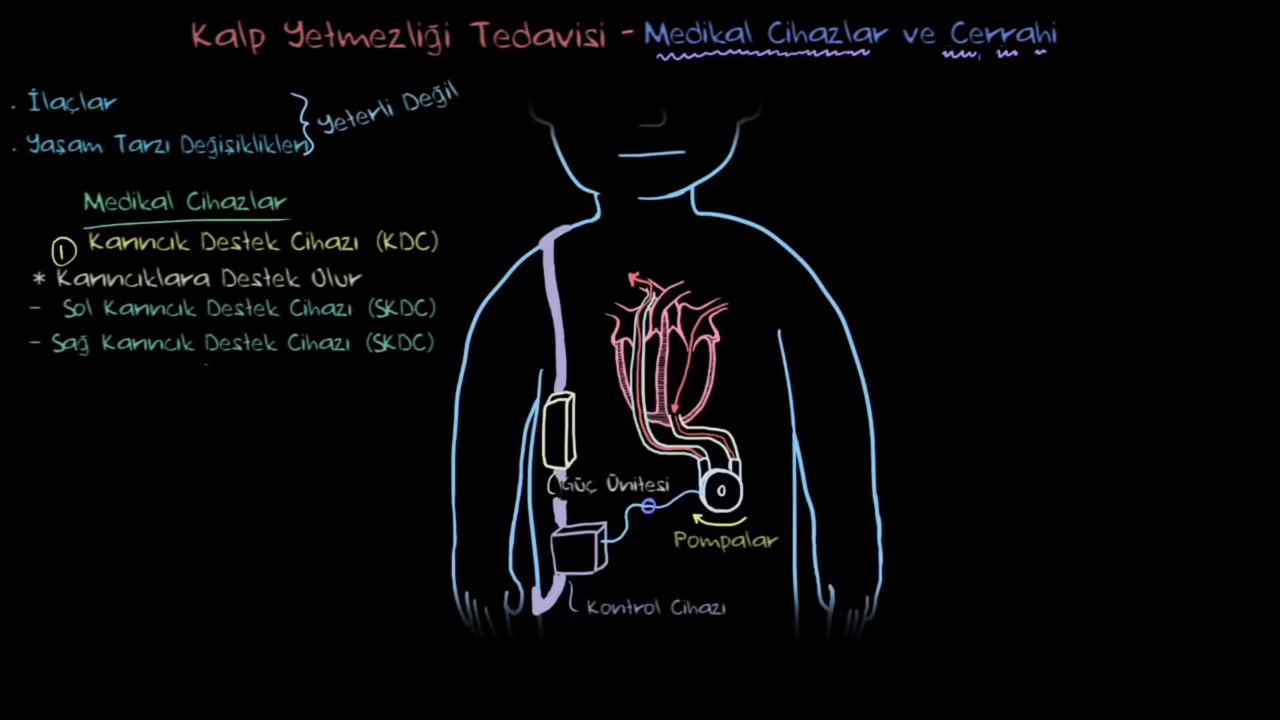 Kalp Yetmezliği Tedavisi - Medikal Cihazlar ve Cerrahi
. İlaçlar
. Yaşam Tarzı Değişiklikleri
Yeterli Değil
Medikal Cihazlar
1 Karıncık Destek Cihazı (KDC)
* Karıncıklara Destek Olur
- Sol Karıncık Destek Cihazı (SKDC)
- Sağ Karıncık Destek Cihazı (SKDC)
Güç Ünitesi
Pompalar
Kontrol Cihazı